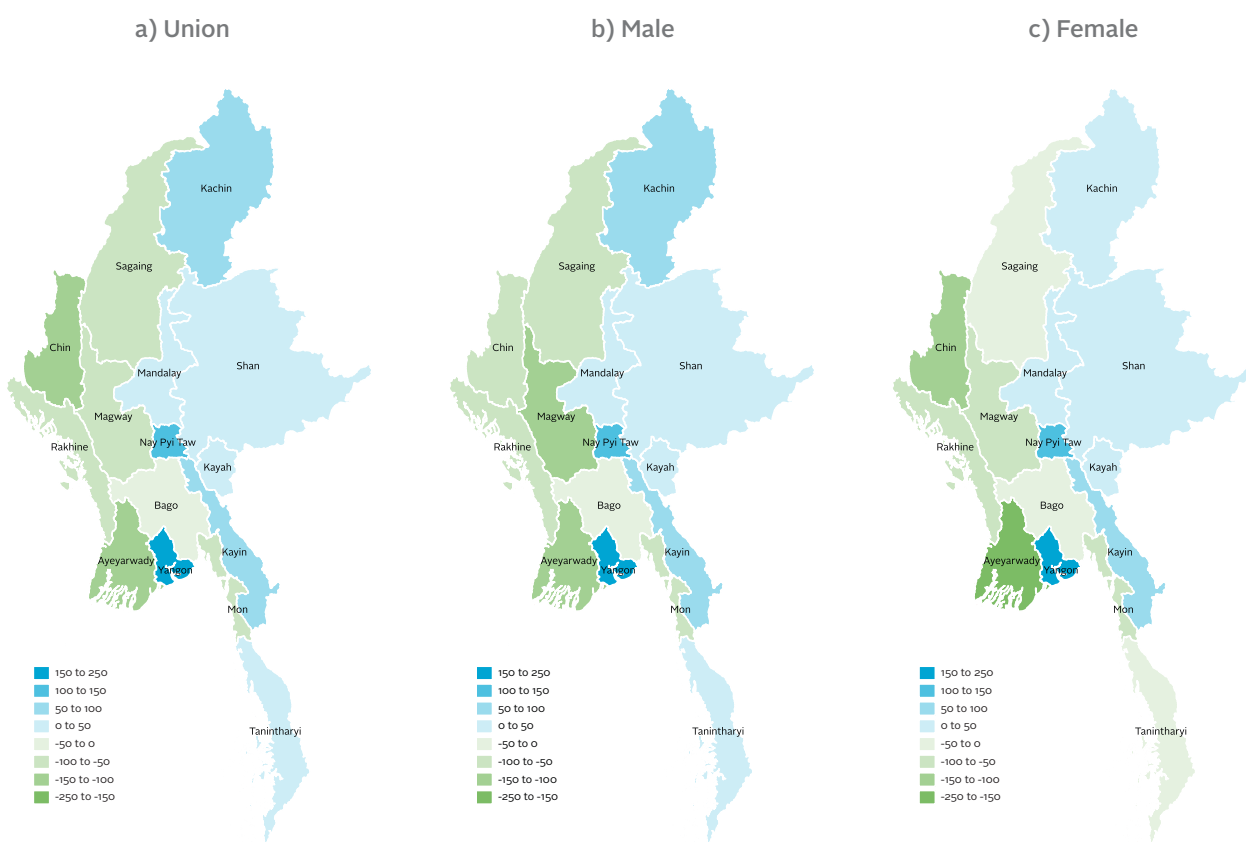 a) Union
Kachin
Sagaing
Chin
Shan
Mandalay
Magway
Nay Pyi Taw
Rakhine
Kayah
Bago
Kayin
Ayeyarwady
Yangon
Mon
150 to 250
100 to 150
50 to 100
0 to 50
-50 to 0
-100 to -50
-150 to -100
-250 to -150
Tanintharyi
b) Male
Kachin
Sagaing
Chin
Shan
Mandalay
Magway
Nay Pyi Taw
Rakhine
Kayah
Bago
Kayin
Ayeyarwady
Yangon
Mon
150 to 250
100 to 150
50 to 100
0 to 50
-50 to 0
-100 to -50
-150 to -100
-250 to -150
Tanintharyi
c) Female
Kachin
Sagaing
Chin
Shan
Mandalay
Magway
Nay Pyi Taw
Rakhine
Kayah
Bago
Kayin
Ayeyarwady
Yangon
Mon
150 to 250
100 to 150
50 to 100
0 to 50
-50 to 0
-100 to -50
-150 to -100
-250 to -150
Tanintharyi